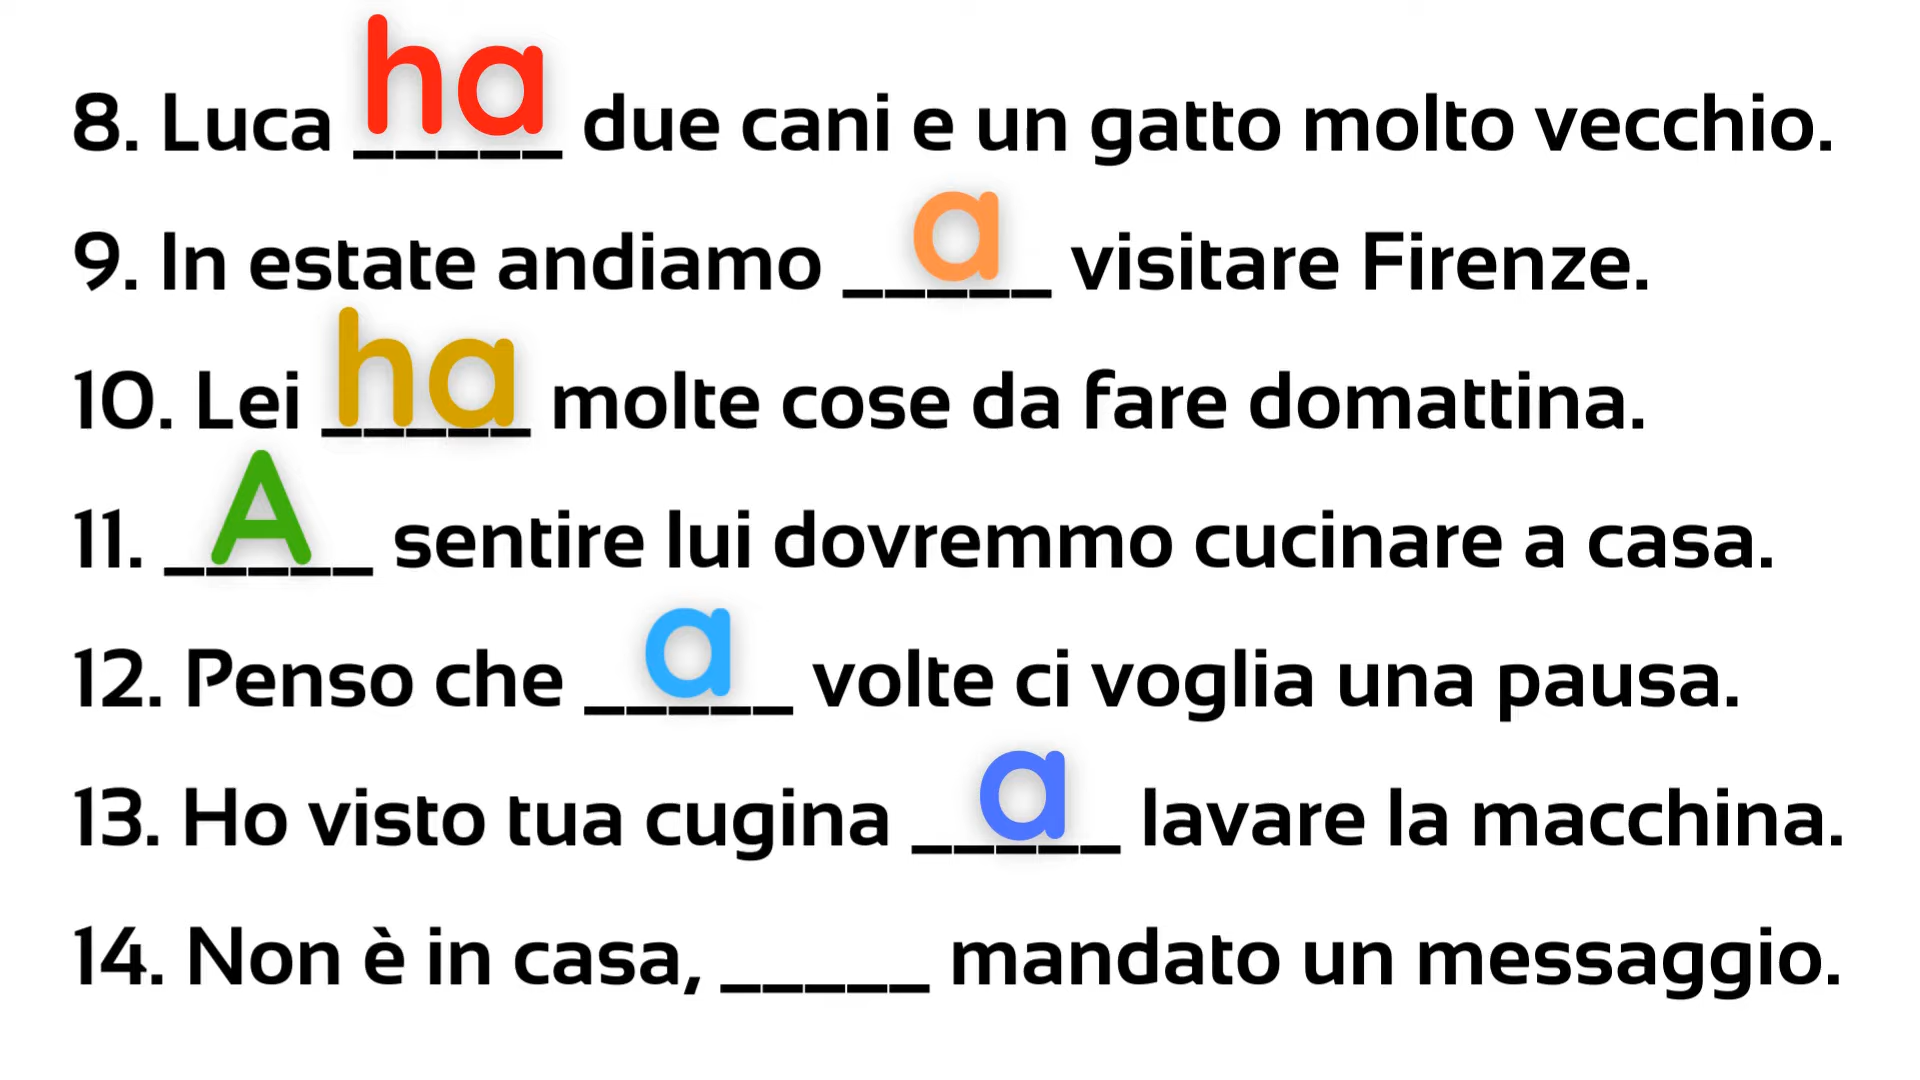 8. Luca ha due cani e un gatto molto vecchio.
9. In estate andiamo a visitare Firenze.
10. Lei ha molte cose da fare domattina.
11. A sentire lui dovremmo cucinare a casa.
12. Penso che a volte ci voglia una pausa.
13. Ho visto tua cugina a lavare la macchina.
14. Non è in casa, _____ mandato un messaggio.